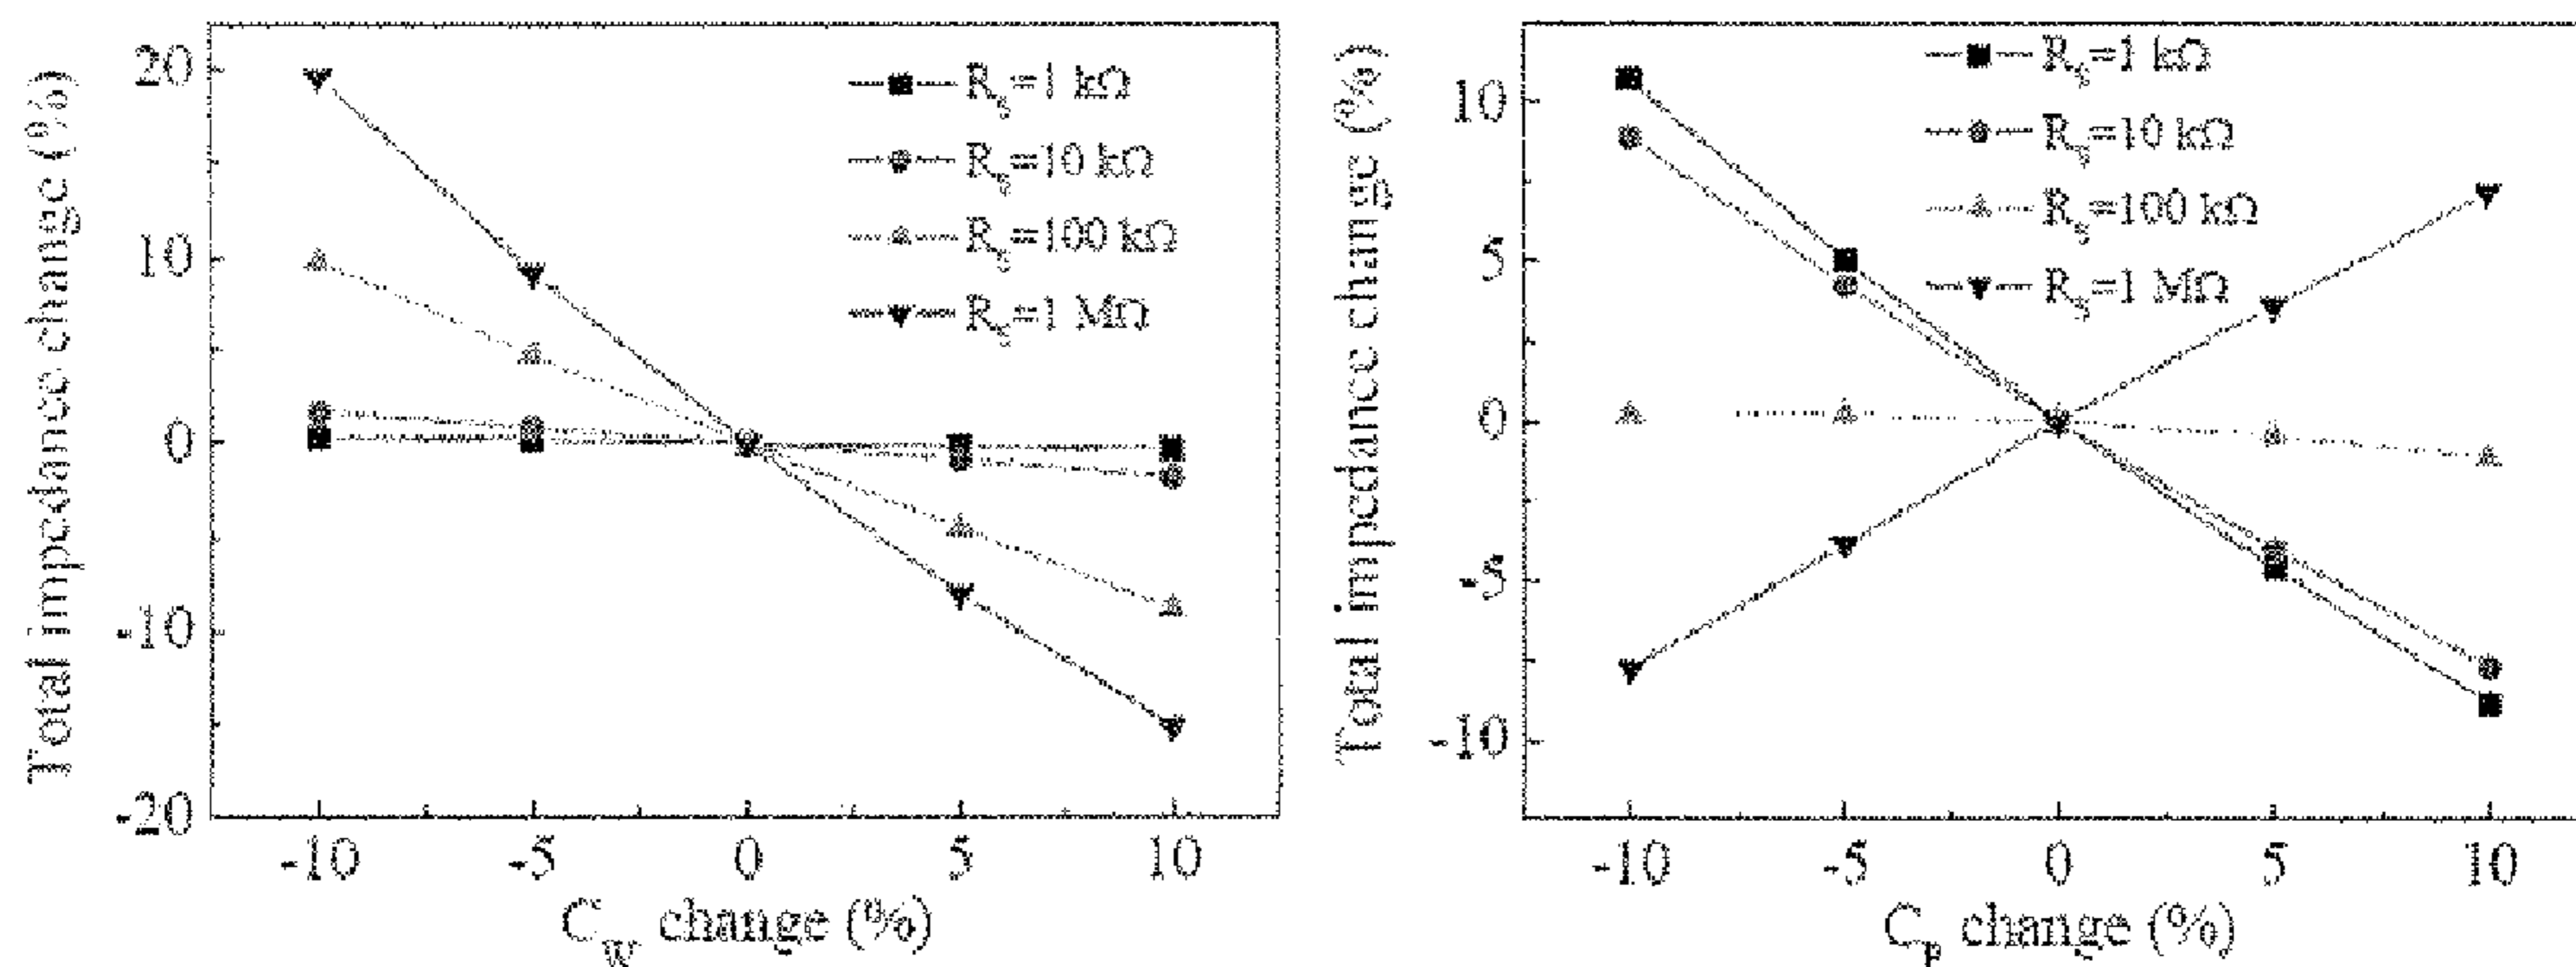 Total impedance change (%)
20
10
0
-10
-20
-10 -5 0 5 10
C_W change (%)
R_S=1 kΩ
R_S=10 kΩ
R_S=100 kΩ
R_S=1 MΩ
Total impedance change (%)
10
5
0
-5
-10
-10 -5 0 5 10
C_P change (%)
R_S=1 kΩ
R_S=10 kΩ
R_S=100 kΩ
R_S=1 MΩ